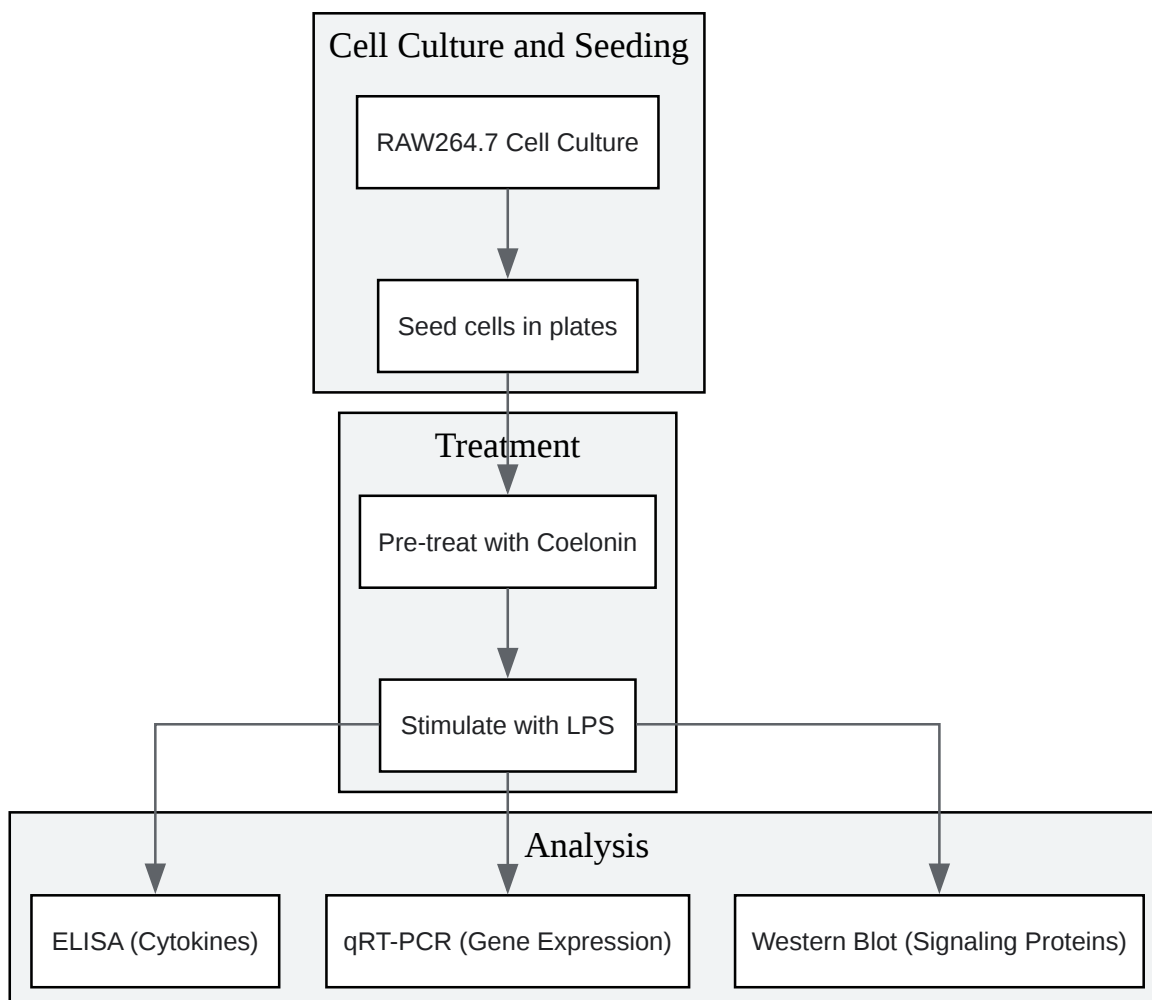 Cell Culture and Seeding
RAW264.7 Cell Culture
Seed cells in plates
Treatment
Pre-treat with Coelonin
Stimulate with LPS
Analysis
ELISA (Cytokines)
qRT-PCR (Gene Expression)
Western Blot (Signaling Proteins)